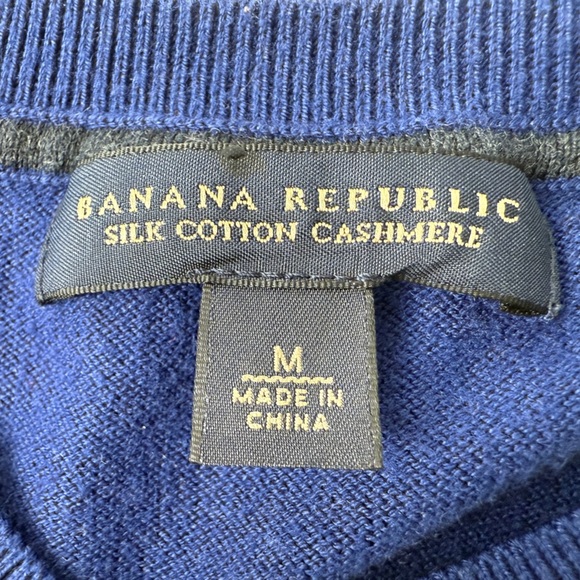 BANANA REPUBLIC
SILK COTTON CASHMERE
M
MADE IN
CHINA